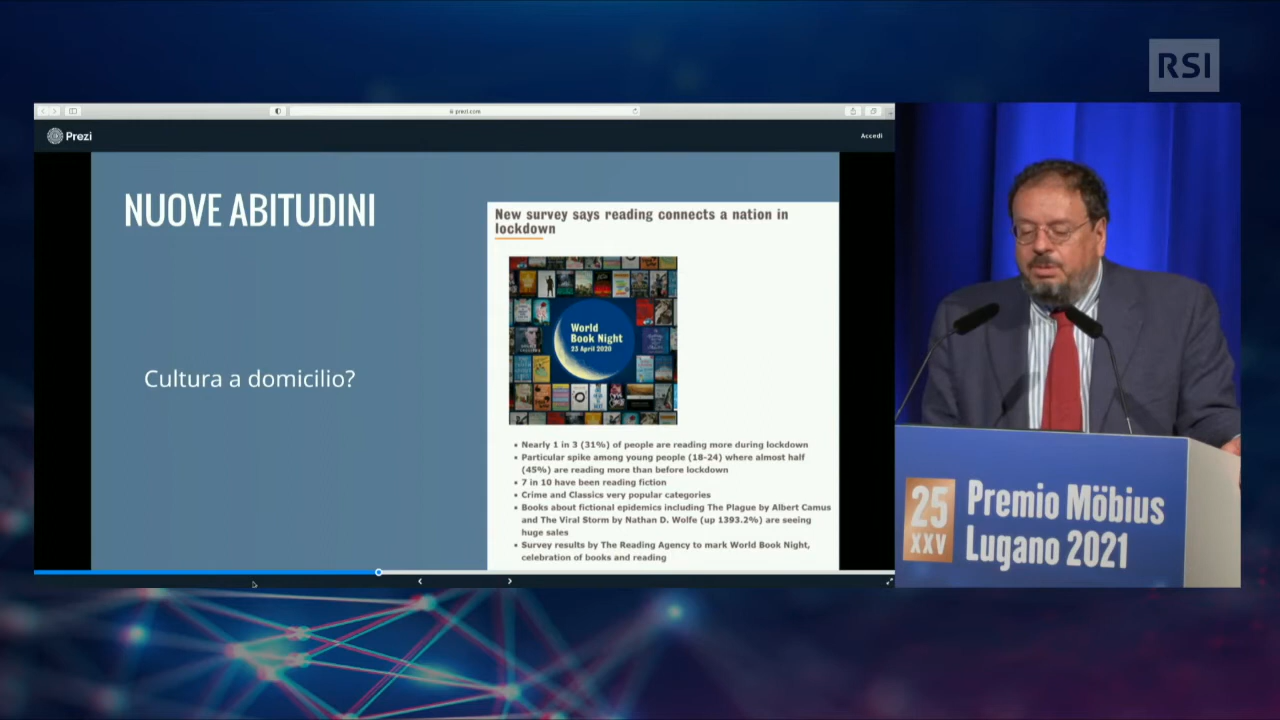 RSI
prezi.com
Prezi
Accedi
NUOVE ABITUDINI
Cultura a domicilio?
New survey says reading connects a nation in
lockdown
World
Book Night
23 April 2020
Nearly 1 in 3 (31%) of people are reading more during lockdown
Particular spike among young people (18-24) where almost half
(45%) are reading more than before lockdown
7 in 10 have been reading fiction
Crime and Classics very popular categories
Books about fictional epidemics including The Plague by Albert Camus
and The Viral Storm by Nathan D. Wolfe (up 1393.2%) are seeing
huge sales
Survey results by The Reading Agency to mark World Book Night,
celebration of books and reading
25
XXV
Premio Möbius
Lugano 2021